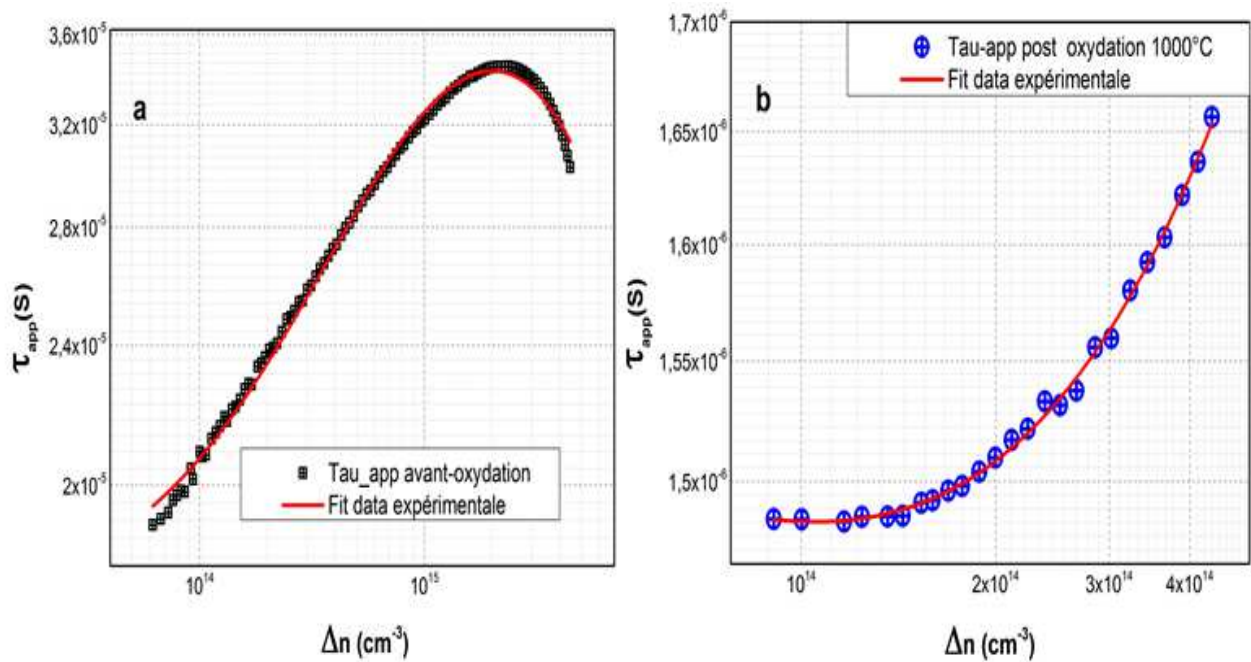 a
3,6x10⁻⁵
3,2x10⁻⁵
2,8x10⁻⁵
2,4x10⁻⁵
2x10⁻⁵
τapp(S)
Tau_app avant-oxydation
Fit data expérimentale
10¹⁴
10¹⁵
Δn (cm⁻³)
b
1,7x10⁻⁶
1,65x10⁻⁶
1,6x10⁻⁶
1,55x10⁻⁶
1,5x10⁻⁶
τapp(S)
Tau-app post oxydation 1000°C
Fit data expérimentale
10¹⁴
2x10¹⁴
3x10¹⁴
4x10¹⁴
Δn (cm⁻³)